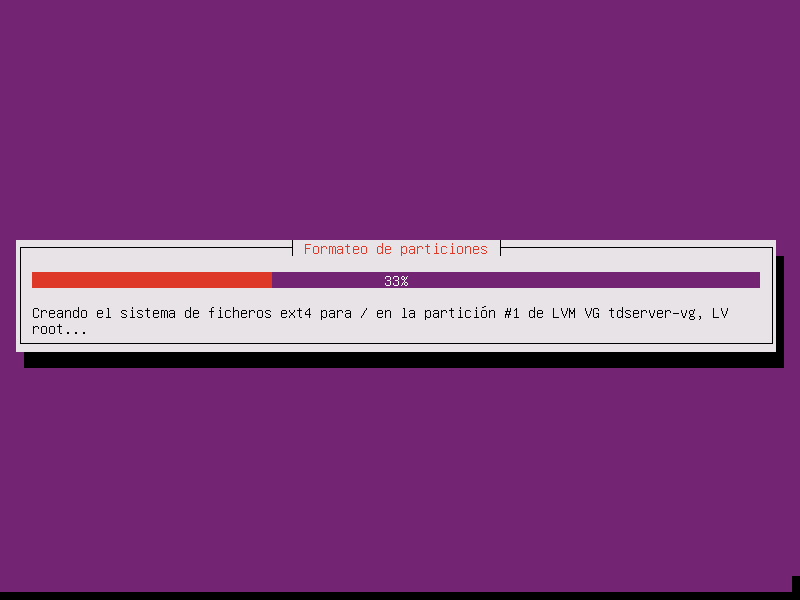 Formateo de particiones
33%
Creando el sistema de ficheros ext4 para / en la partición #1 de LVM VG tdserver-vg, LV
root...